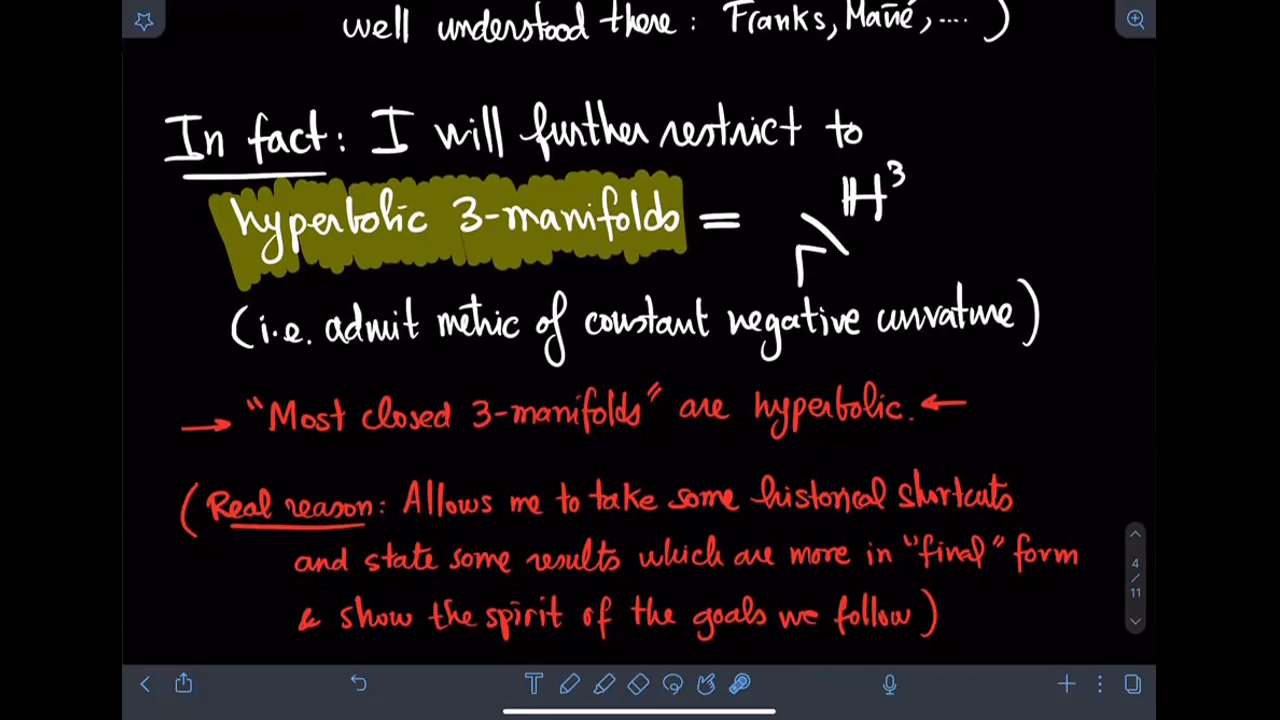 well understood there: Franks, Mañé, .... )
In fact: I will further restrict to
hyperbolic 3-manifolds = Γ\ℍ³
(i.e. admit metric of constant negative curvature)
→ "Most closed 3-manifolds" are hyperbolic. ←
(Real reason: Allows me to take some historical shortcuts
and state some results which are more in "final" form
& show the spirit of the goals we follow)
4
/
11
T